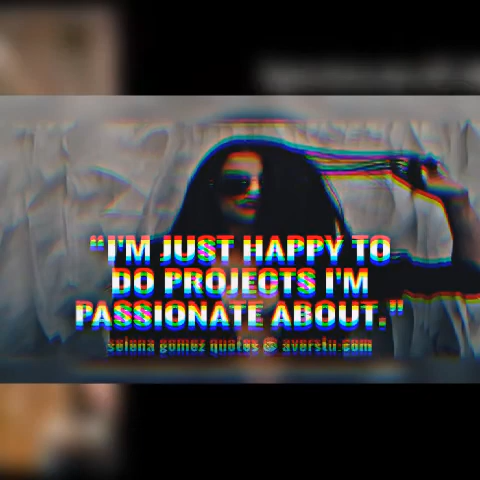 “I'M JUST HAPPY TO
DO PROJECTS I'M
PASSIONATE ABOUT."
selena gomez quotes @ averstu.com